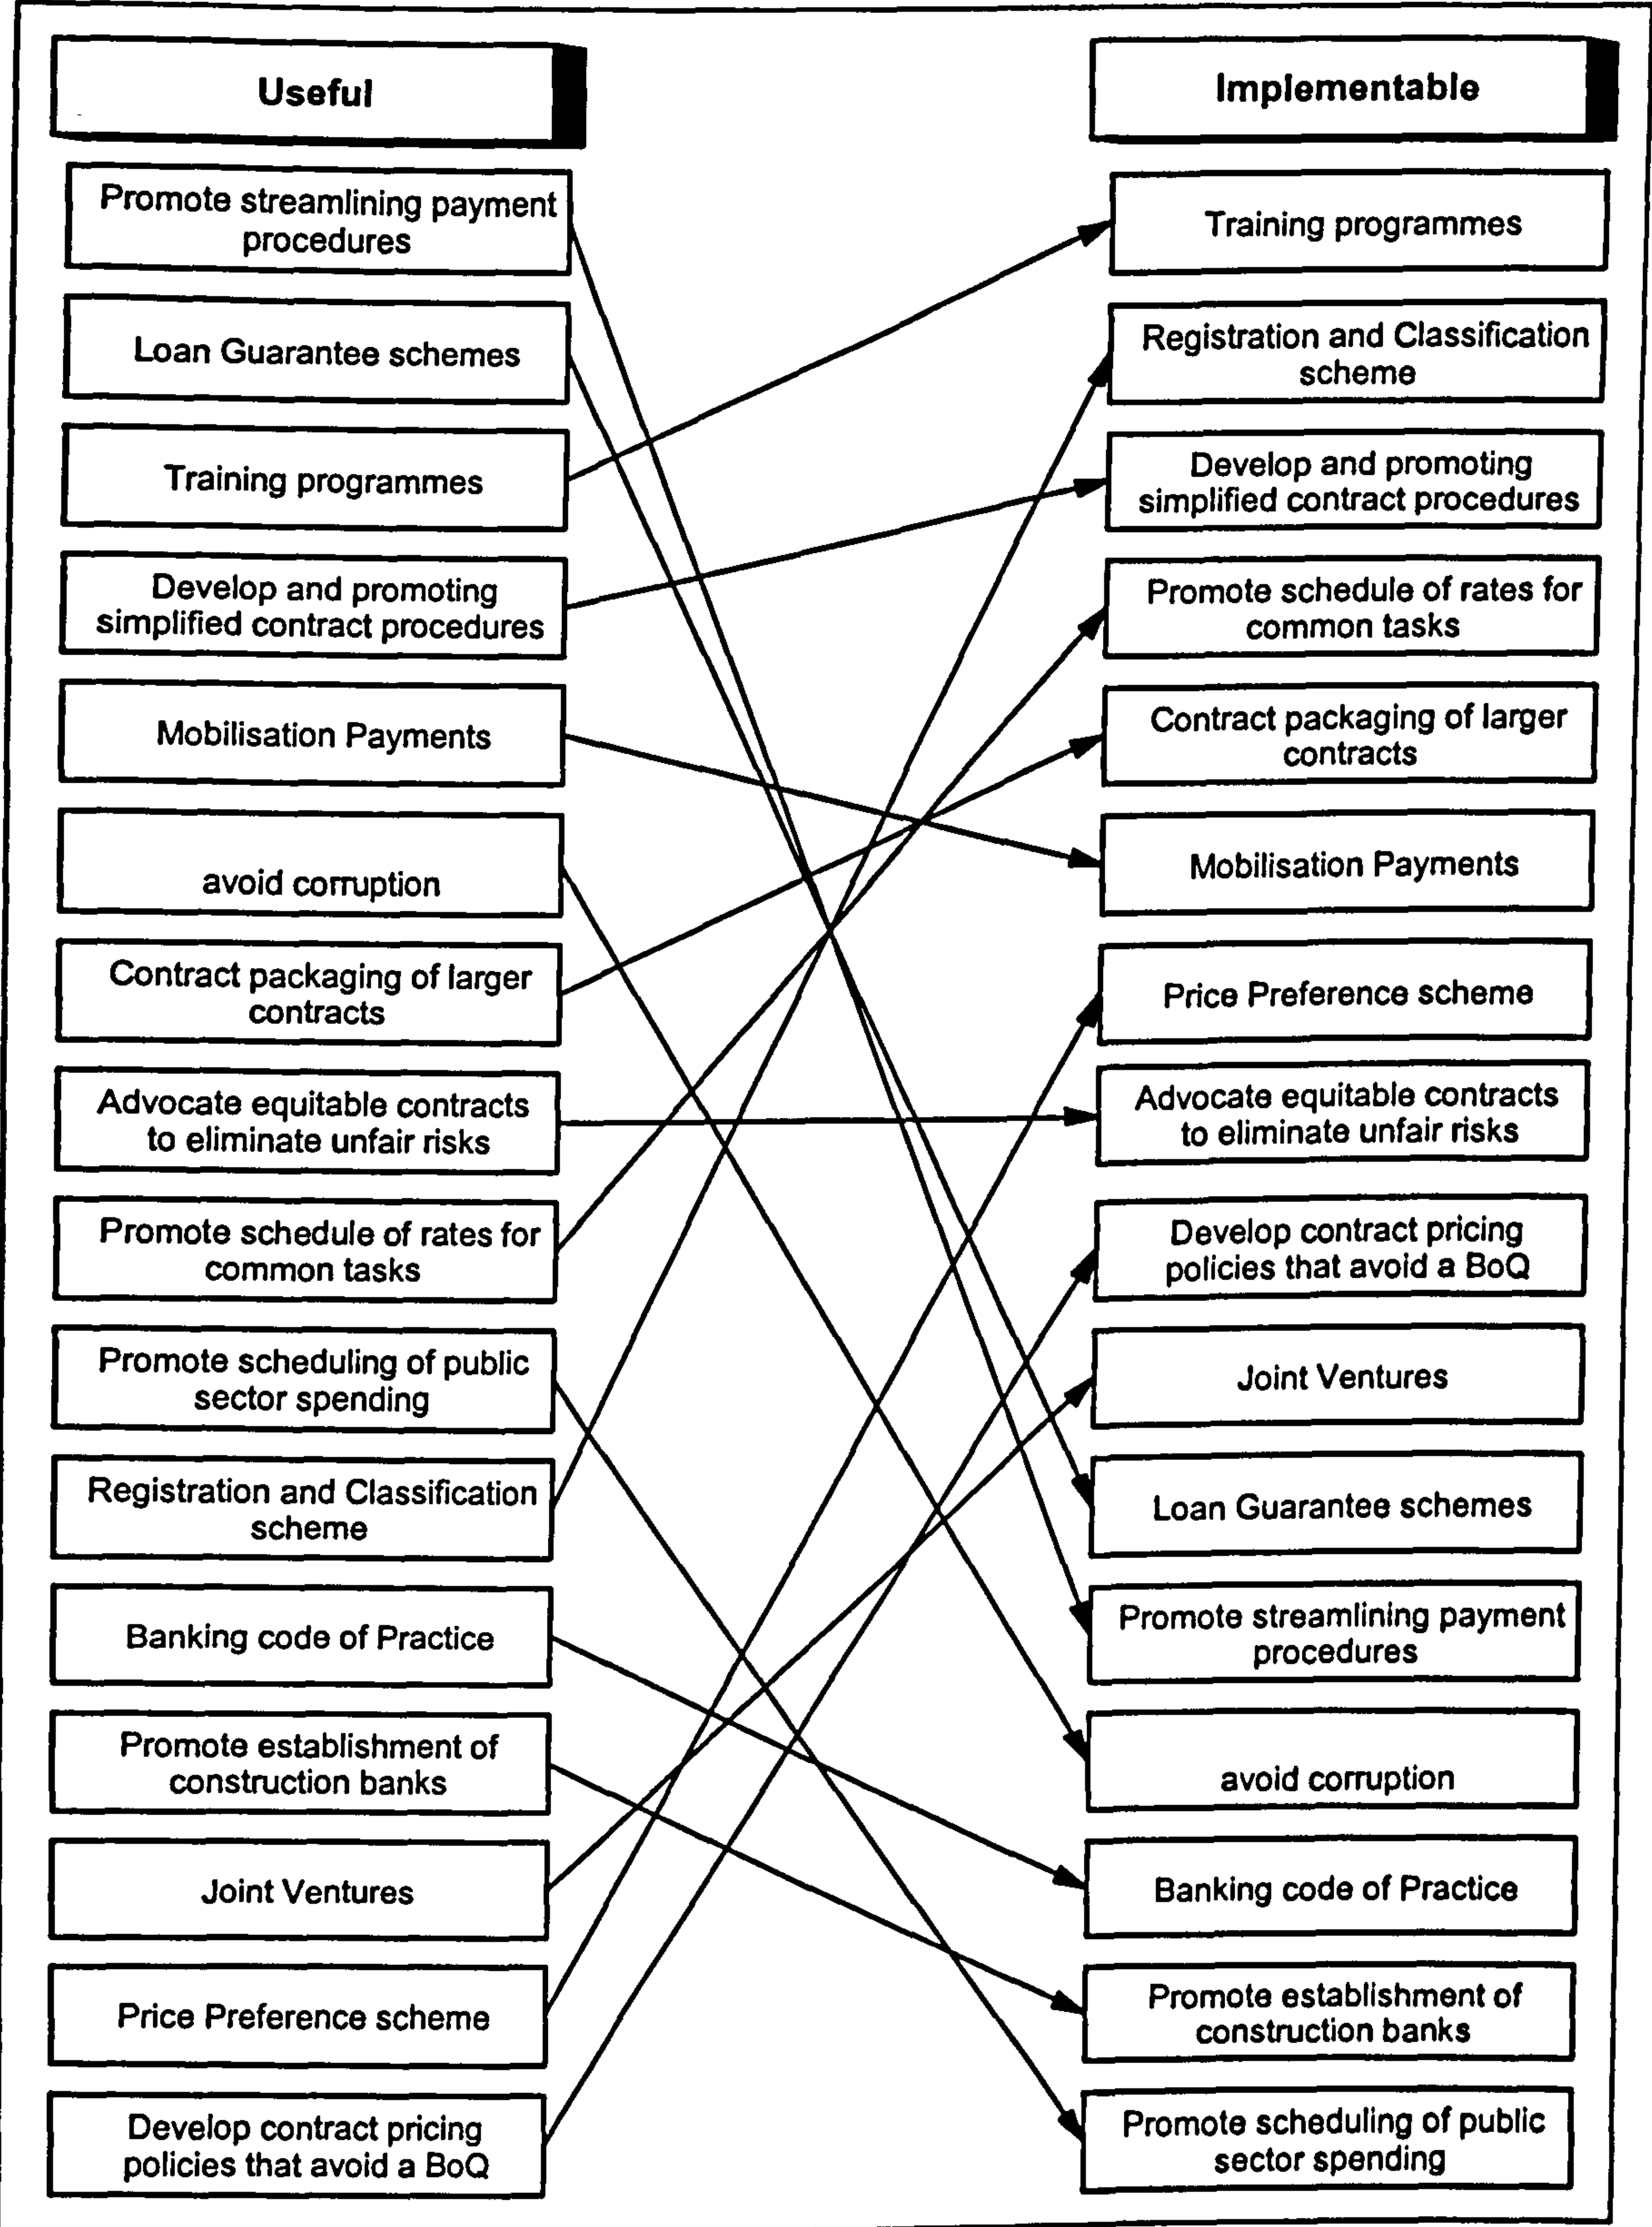 Useful
Promote streamlining payment
procedures
Loan Guarantee schemes
Training programmes
Develop and promoting
simplified contract procedures
Mobilisation Payments
avoid corruption
Contract packaging of larger
contracts
Advocate equitable contracts
to eliminate unfair risks
Promote schedule of rates for
common tasks
Promote scheduling of public
sector spending
Registration and Classification
scheme
Banking code of Practice
Promote establishment of
construction banks
Joint Ventures
Price Preference scheme
Develop contract pricing
policies that avoid a BoQ
Implementable
Training programmes
Registration and Classification
scheme
Develop and promoting
simplified contract procedures
Promote schedule of rates for
common tasks
Contract packaging of larger
contracts
Mobilisation Payments
Price Preference scheme
Advocate equitable contracts
to eliminate unfair risks
Develop contract pricing
policies that avoid a BoQ
Joint Ventures
Loan Guarantee schemes
Promote streamlining payment
procedures
avoid corruption
Banking code of Practice
Promote establishment of
construction banks
Promote scheduling of public
sector spending